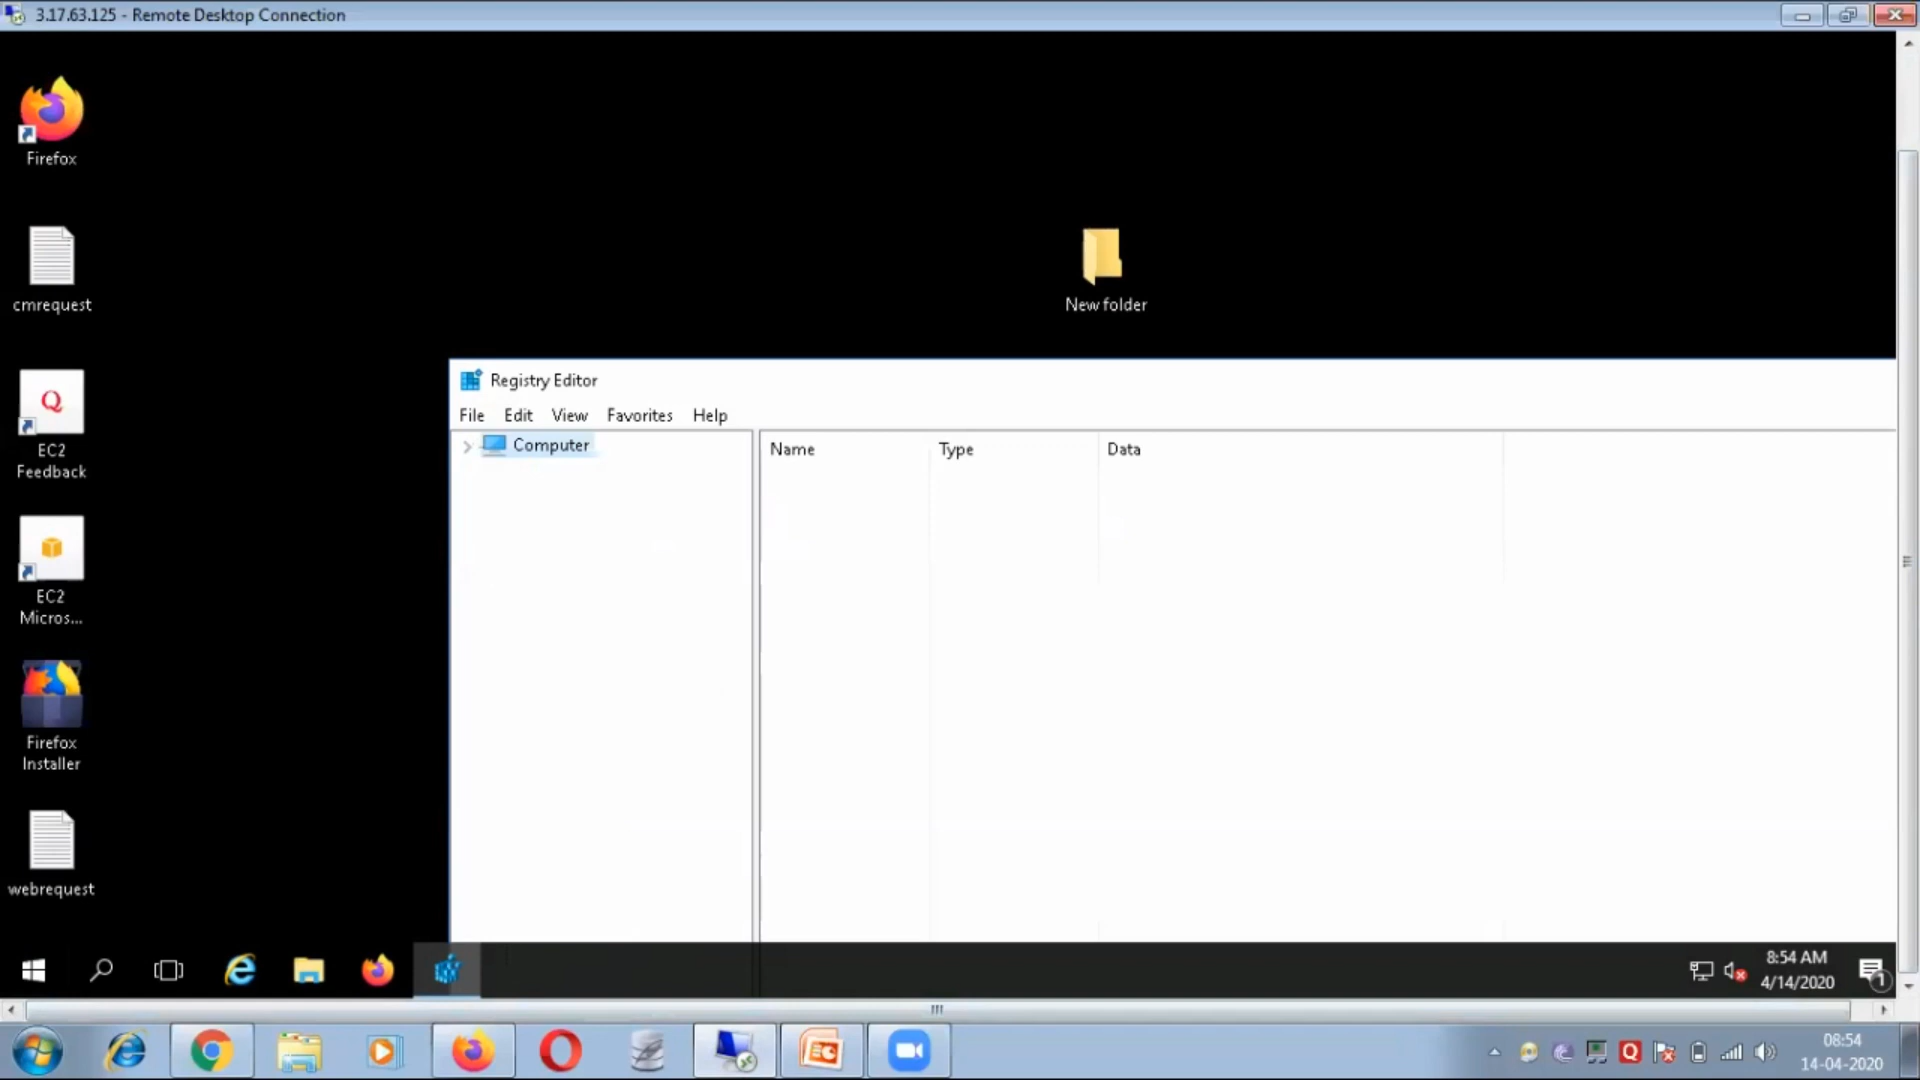 3.17.63.125 - Remote Desktop Connection
Firefox
cmrequest
New folder
EC2
Feedback
EC2
Micros...
Firefox
Installer
webrequest
Registry Editor
File Edit View Favorites Help
Computer
Name Type Data
8:54 AM
4/14/2020
1
08:54
14-04-2020